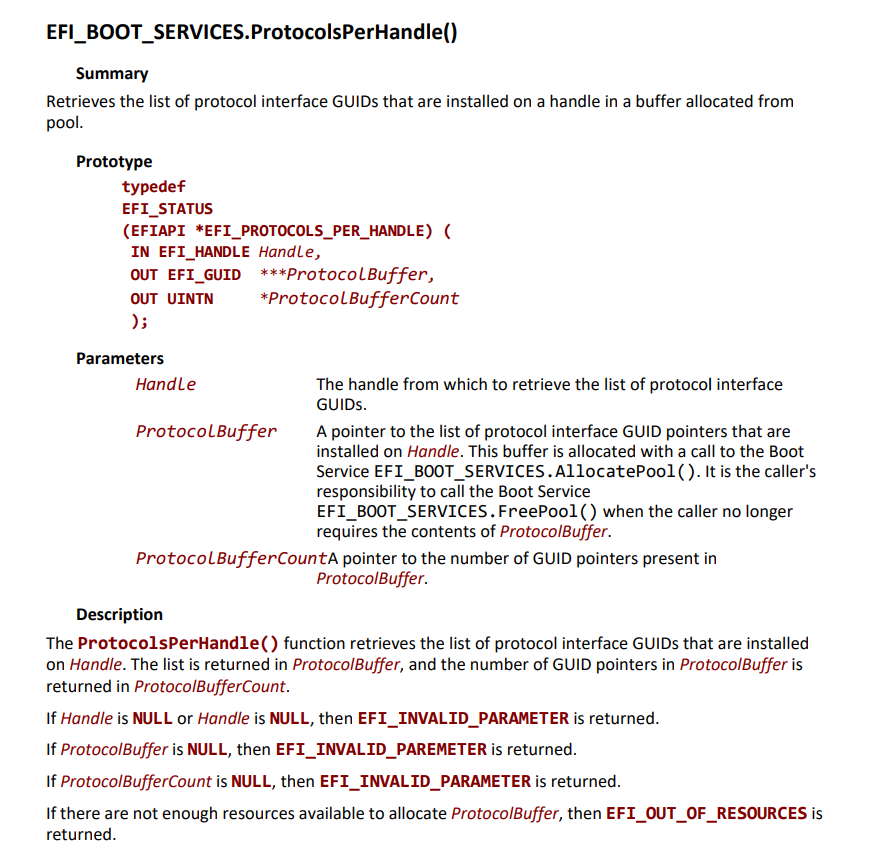 EFI_BOOT_SERVICES.ProtocolsPerHandle()
Summary
Retrieves the list of protocol interface GUIDs that are installed on a handle in a buffer allocated from
pool.
Prototype
typedef
EFI_STATUS
(EFIAPI *EFI_PROTOCOLS_PER_HANDLE) (
IN EFI_HANDLE Handle,
OUT EFI_GUID ***ProtocolBuffer,
OUT UINTN *ProtocolBufferCount
);
Parameters
Handle The handle from which to retrieve the list of protocol interface
GUIDs.
ProtocolBuffer A pointer to the list of protocol interface GUID pointers that are
installed on Handle. This buffer is allocated with a call to the Boot
Service EFI_BOOT_SERVICES.AllocatePool(). It is the caller's
responsibility to call the Boot Service
EFI_BOOT_SERVICES.FreePool() when the caller no longer
requires the contents of ProtocolBuffer.
ProtocolBufferCountA pointer to the number of GUID pointers present in
ProtocolBuffer.
Description
The ProtocolsPerHandle() function retrieves the list of protocol interface GUIDs that are installed
on Handle. The list is returned in ProtocolBuffer, and the number of GUID pointers in ProtocolBuffer is
returned in ProtocolBufferCount.
If Handle is NULL or Handle is NULL, then EFI_INVALID_PARAMETER is returned.
If ProtocolBuffer is NULL, then EFI_INVALID_PAREMETER is returned.
If ProtocolBufferCount is NULL, then EFI_INVALID_PARAMETER is returned.
If there are not enough resources available to allocate ProtocolBuffer, then EFI_OUT_OF_RESOURCES is
returned.